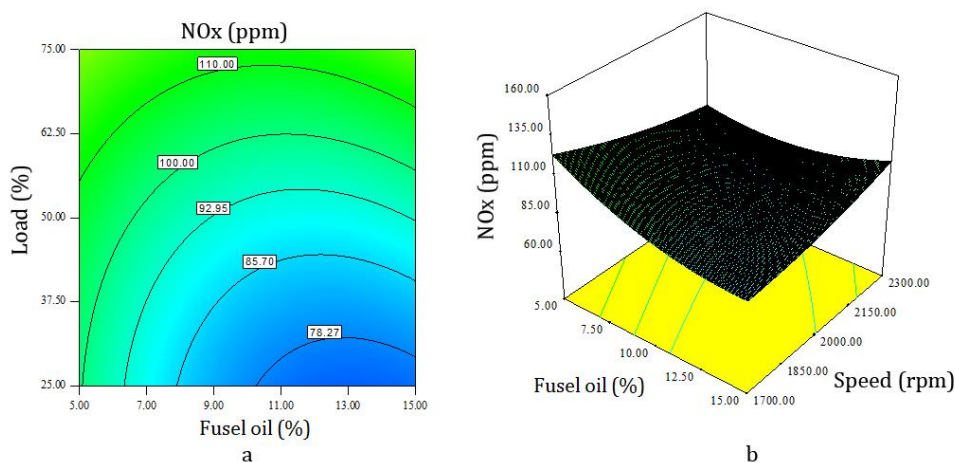 NOx (ppm)
75.00
62.50
50.00
37.50
25.00
Load (%)
110.00
100.00
92.95
85.70
78.27
5.00 7.00 9.00 11.00 13.00 15.00
Fusel oil (%)
a
160.00
135.00
110.00
85.00
60.00
NOx (ppm)
5.00
7.50
10.00
12.50
15.00
Fusel oil (%)
1700.00
1850.00
2000.00
2150.00
2300.00
Speed (rpm)
b